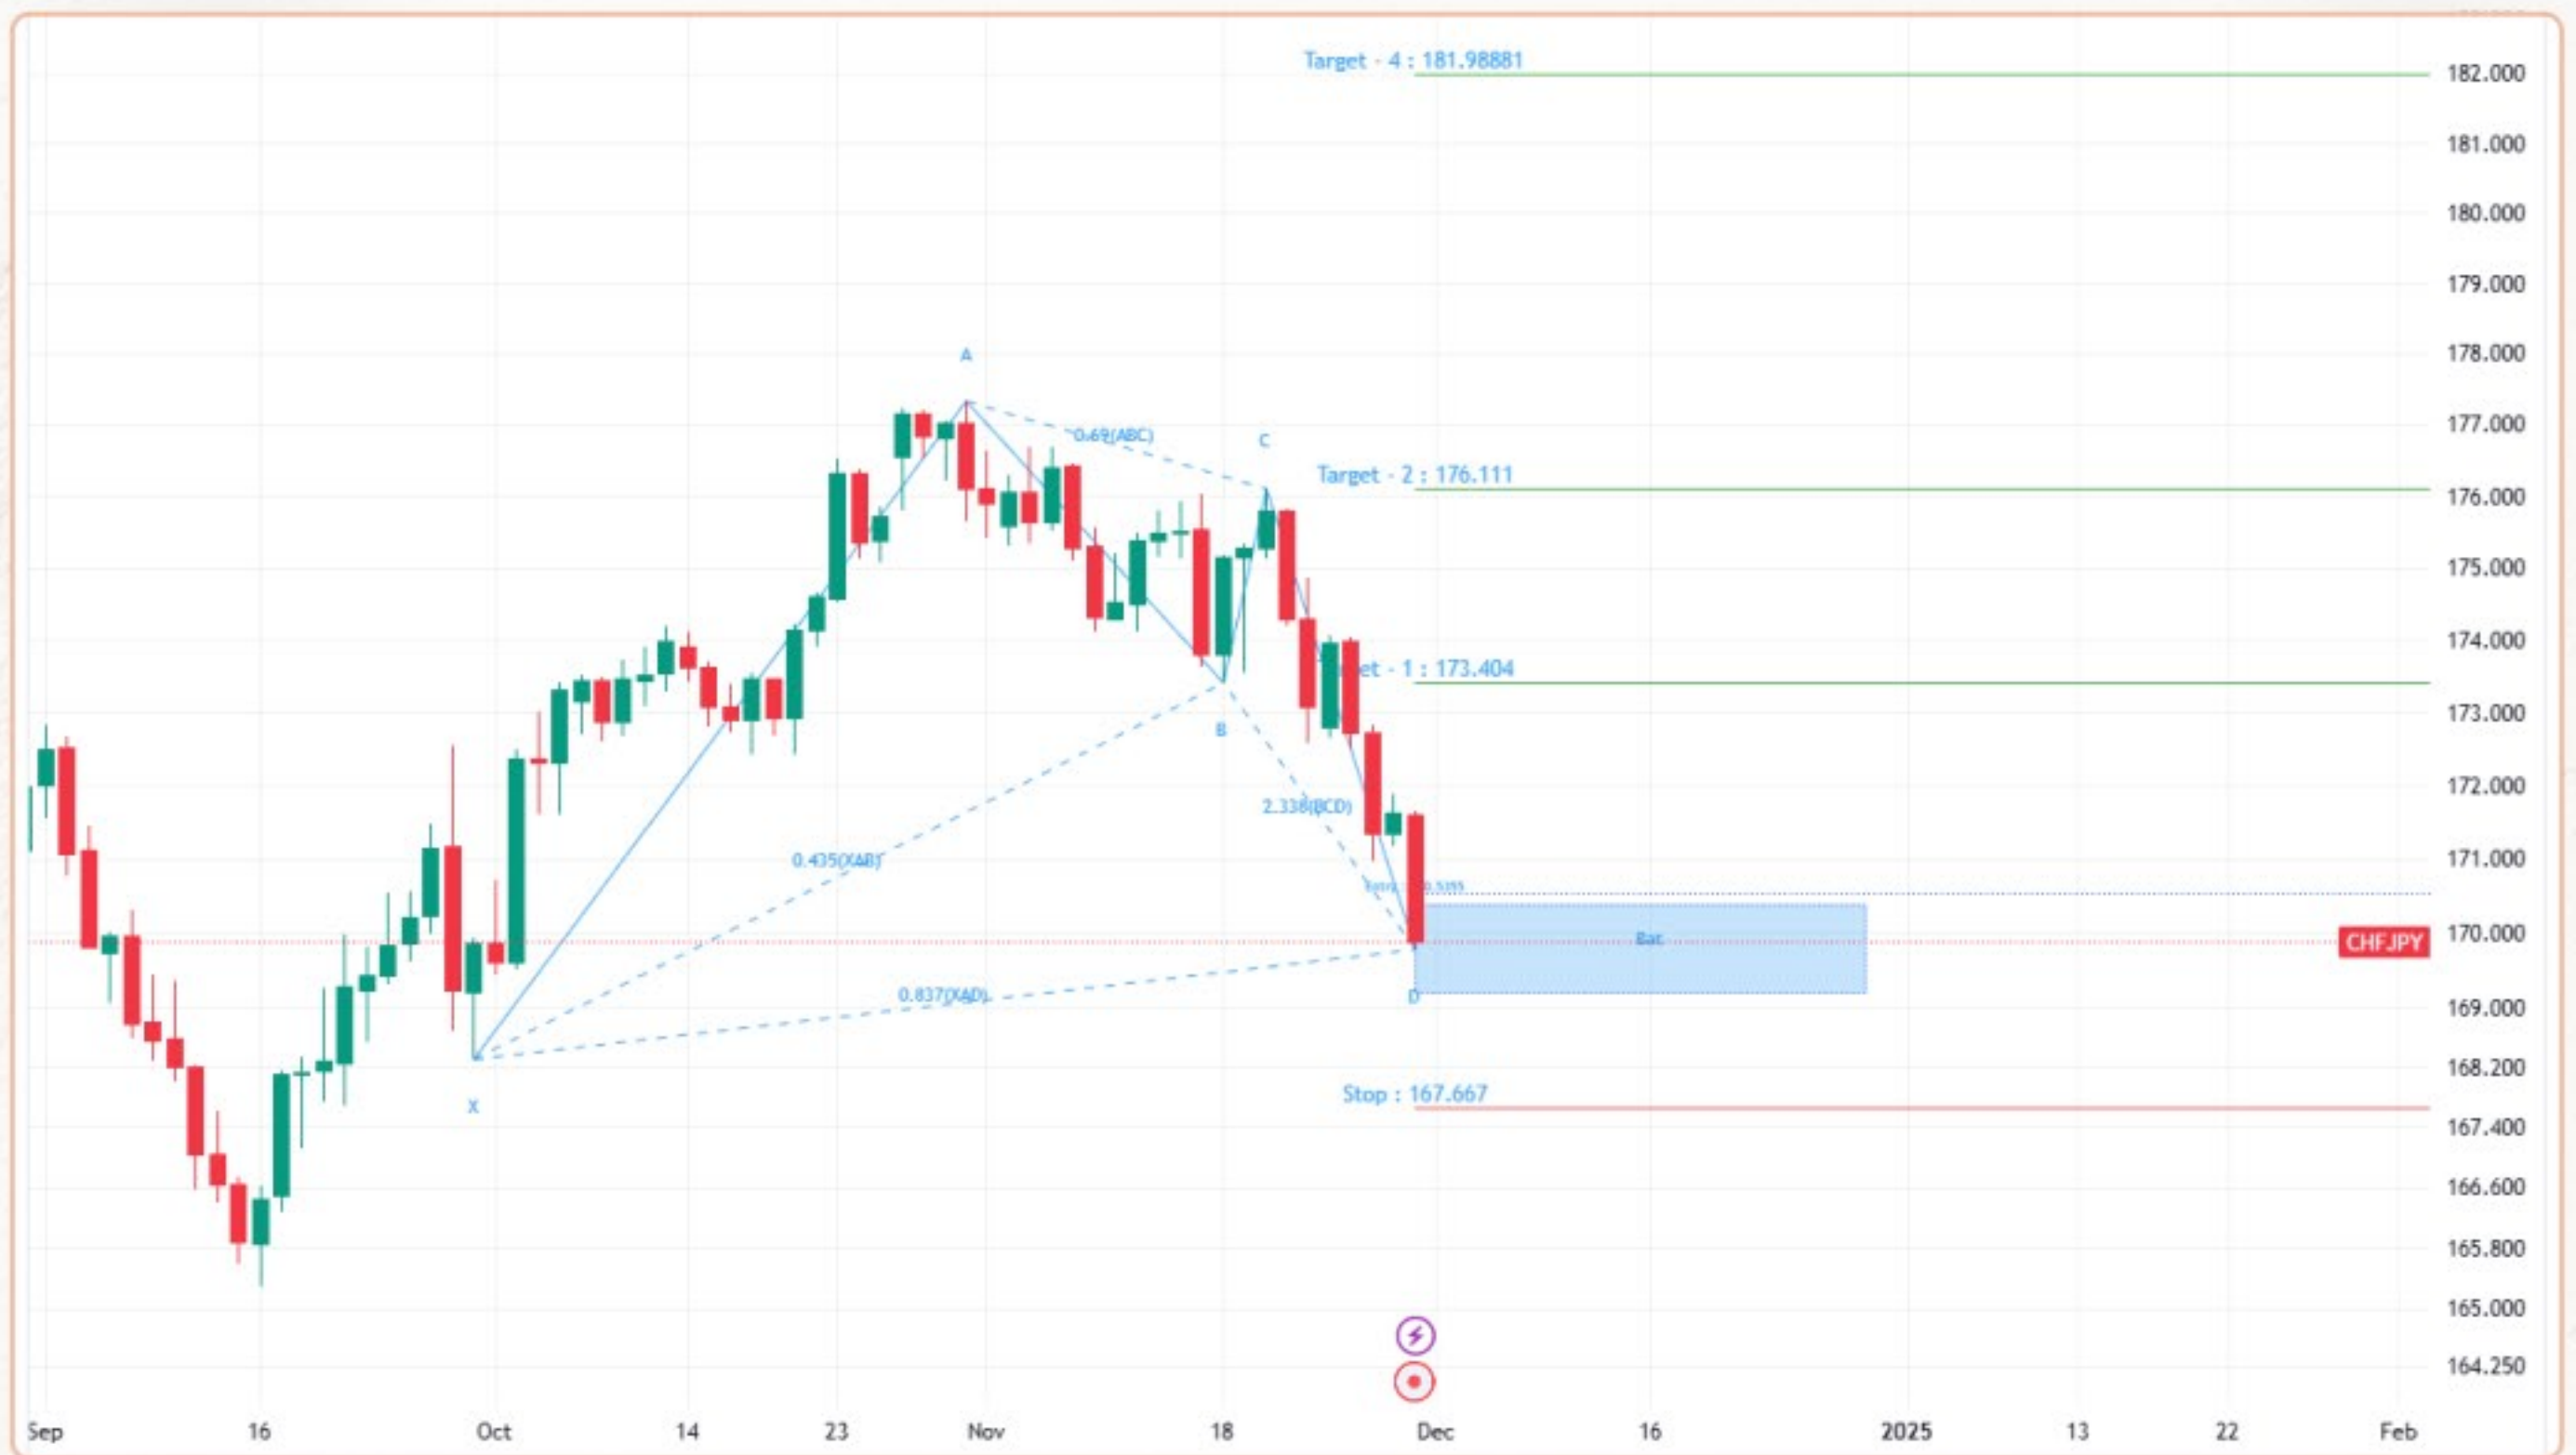 Target - 4 : 181.98881
182.000
181.000
180.000
179.000
178.000
A
177.000
0.69(ABC)
C
Target - 2 : 176.111
176.000
175.000
174.000
et - 1 : 173.404
173.000
B
172.000
2.338(BCD)
0.435(XAB)
171.000
Bat
170.000
CHFJPY
0.837(XAD)
D
169.000
168.200
Stop : 167.667
X
167.400
166.600
165.800
165.000
164.250
Sep 16 Oct 14 23 Nov 18 Dec 16 2025 13 22 Feb